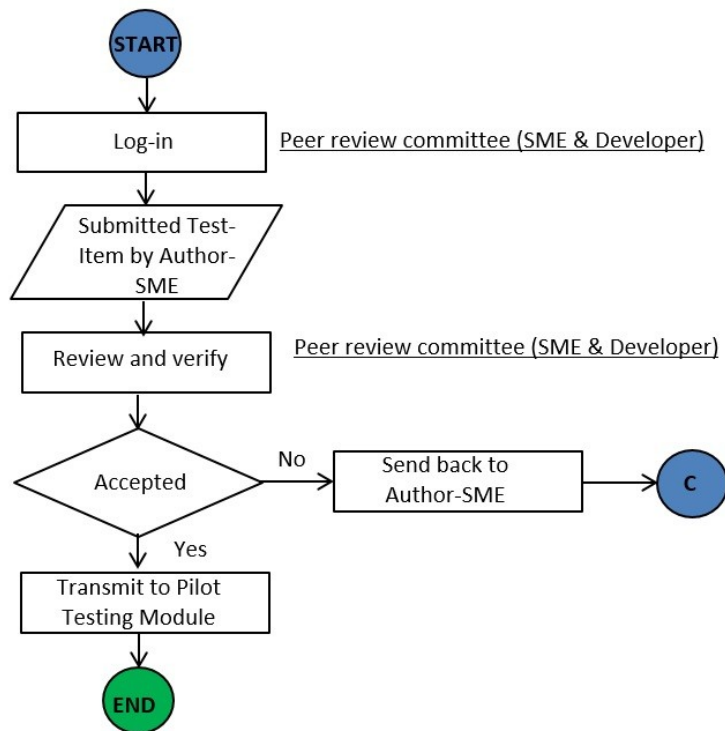 START
Log-in
Peer review committee (SME & Developer)
Submitted Test-
Item by Author-
SME
Review and verify
Peer review committee (SME & Developer)
Accepted
No
Send back to
Author-SME
C
Yes
Transmit to Pilot
Testing Module
END